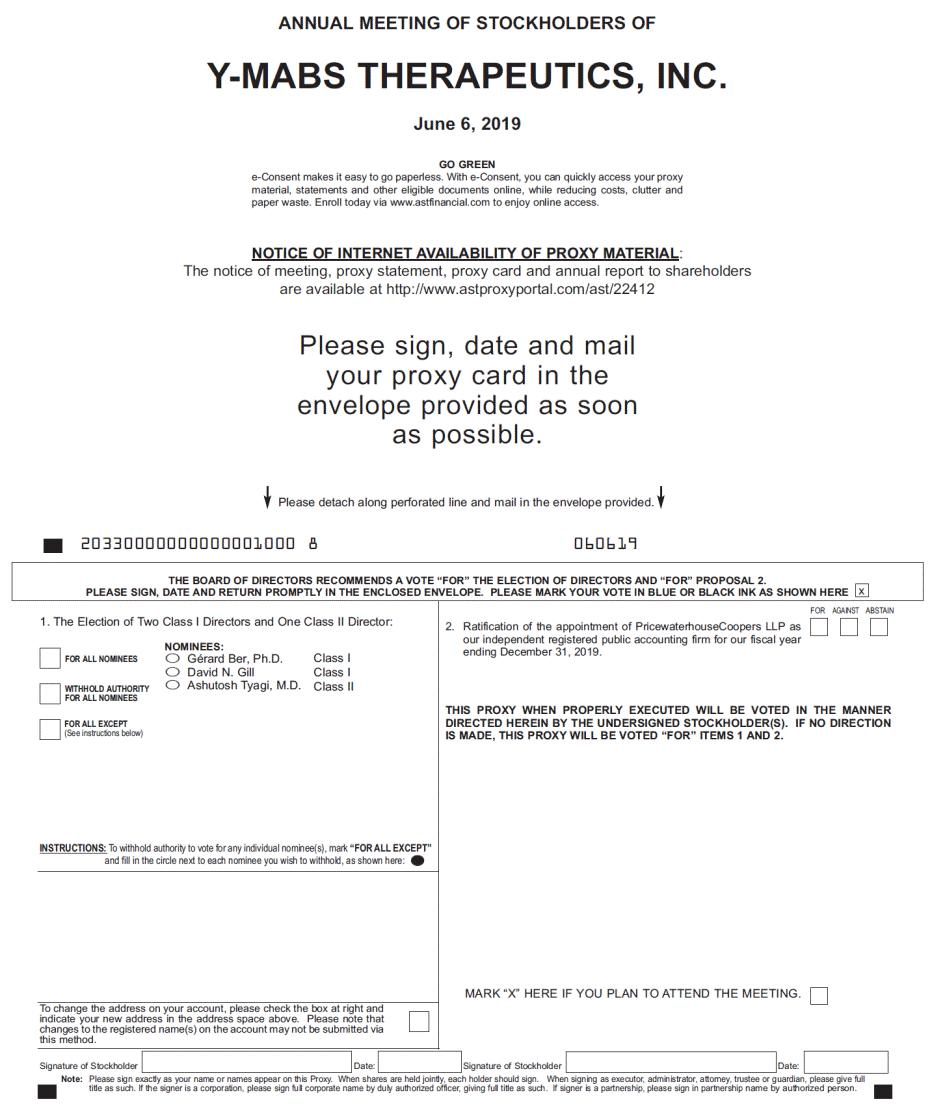 ANNUAL MEETING OF STOCKHOLDERS OF
Y-MABS THERAPEUTICS, INC.
June 6, 2019
GO GREEN
e-Consent makes it easy to go paperless. With e-Consent, you can quickly access your proxy
material, statements and other eligible documents online, while reducing costs, clutter and
paper waste. Enroll today via www.astfinancial.com to enjoy online access.
NOTICE OF INTERNET AVAILABILITY OF PROXY MATERIAL:
The notice of meeting, proxy statement, proxy card and annual report to shareholders
are available at http://www.astproxyportal.com/ast/22412
Please sign, date and mail
your proxy card in the
envelope provided as soon
as possible.
Please detach along perforated line and mail in the envelope provided.
20330000000000001000 8
060619
THE BOARD OF DIRECTORS RECOMMENDS A VOTE “FOR” THE ELECTION OF DIRECTORS AND “FOR” PROPOSAL 2.
PLEASE SIGN, DATE AND RETURN PROMPTLY IN THE ENCLOSED ENVELOPE. PLEASE MARK YOUR VOTE IN BLUE OR BLACK INK AS SHOWN HERE x
1. The Election of Two Class I Directors and One Class II Director:
NOMINEES:
FOR ALL NOMINEES
Gérard Ber, Ph.D. Class I
David N. Gill Class I
Ashutosh Tyagi, M.D. Class II
WITHHOLD AUTHORITY
FOR ALL NOMINEES
FOR ALL EXCEPT
(See instructions below)
INSTRUCTIONS: To withhold authority to vote for any individual nominee(s), mark “FOR ALL EXCEPT”
and fill in the circle next to each nominee you wish to withhold, as shown here:
To change the address on your account, please check the box at right and
indicate your new address in the address space above. Please note that
changes to the registered name(s) on the account may not be submitted via
this method.
FOR AGAINST ABSTAIN
2. Ratification of the appointment of PricewaterhouseCoopers LLP as
our independent registered public accounting firm for our fiscal year
ending December 31, 2019.
THIS PROXY WHEN PROPERLY EXECUTED WILL BE VOTED IN THE MANNER
DIRECTED HEREIN BY THE UNDERSIGNED STOCKHOLDER(S). IF NO DIRECTION
IS MADE, THIS PROXY WILL BE VOTED “FOR” ITEMS 1 AND 2.
MARK “X” HERE IF YOU PLAN TO ATTEND THE MEETING.
Signature of Stockholder Date: Signature of Stockholder Date:
Note: Please sign exactly as your name or names appear on this Proxy. When shares are held jointly, each holder should sign. When signing as executor, administrator, attorney, trustee or guardian, please give full
title as such. If the signer is a corporation, please sign full corporate name by duly authorized officer, giving full title as such. If signer is a partnership, please sign in partnership name by authorized person.